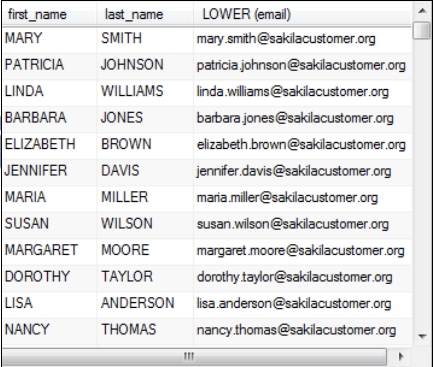 first_name last_name LOWER (email)
MARY SMITH mary.smith@sakilacustomer.org
PATRICIA JOHNSON patricia.johnson@sakilacustomer.org
LINDA WILLIAMS linda.williams@sakilacustomer.org
BARBARA JONES barbara.jones@sakilacustomer.org
ELIZABETH BROWN elizabeth.brown@sakilacustomer.org
JENNIFER DAVIS jennifer.davis@sakilacustomer.org
MARIA MILLER maria.miller@sakilacustomer.org
SUSAN WILSON susan.wilson@sakilacustomer.org
MARGARET MOORE margaret.moore@sakilacustomer.org
DOROTHY TAYLOR dorothy.taylor@sakilacustomer.org
LISA ANDERSON lisa.anderson@sakilacustomer.org
NANCY THOMAS nancy.thomas@sakilacustomer.org